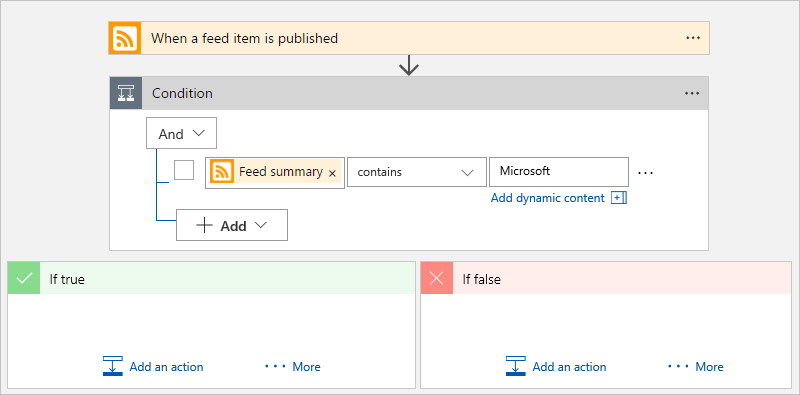 When a feed item is published
Condition
And
Feed summary × contains Microsoft
Add dynamic content
Add
If true If false
Add an action More Add an action More